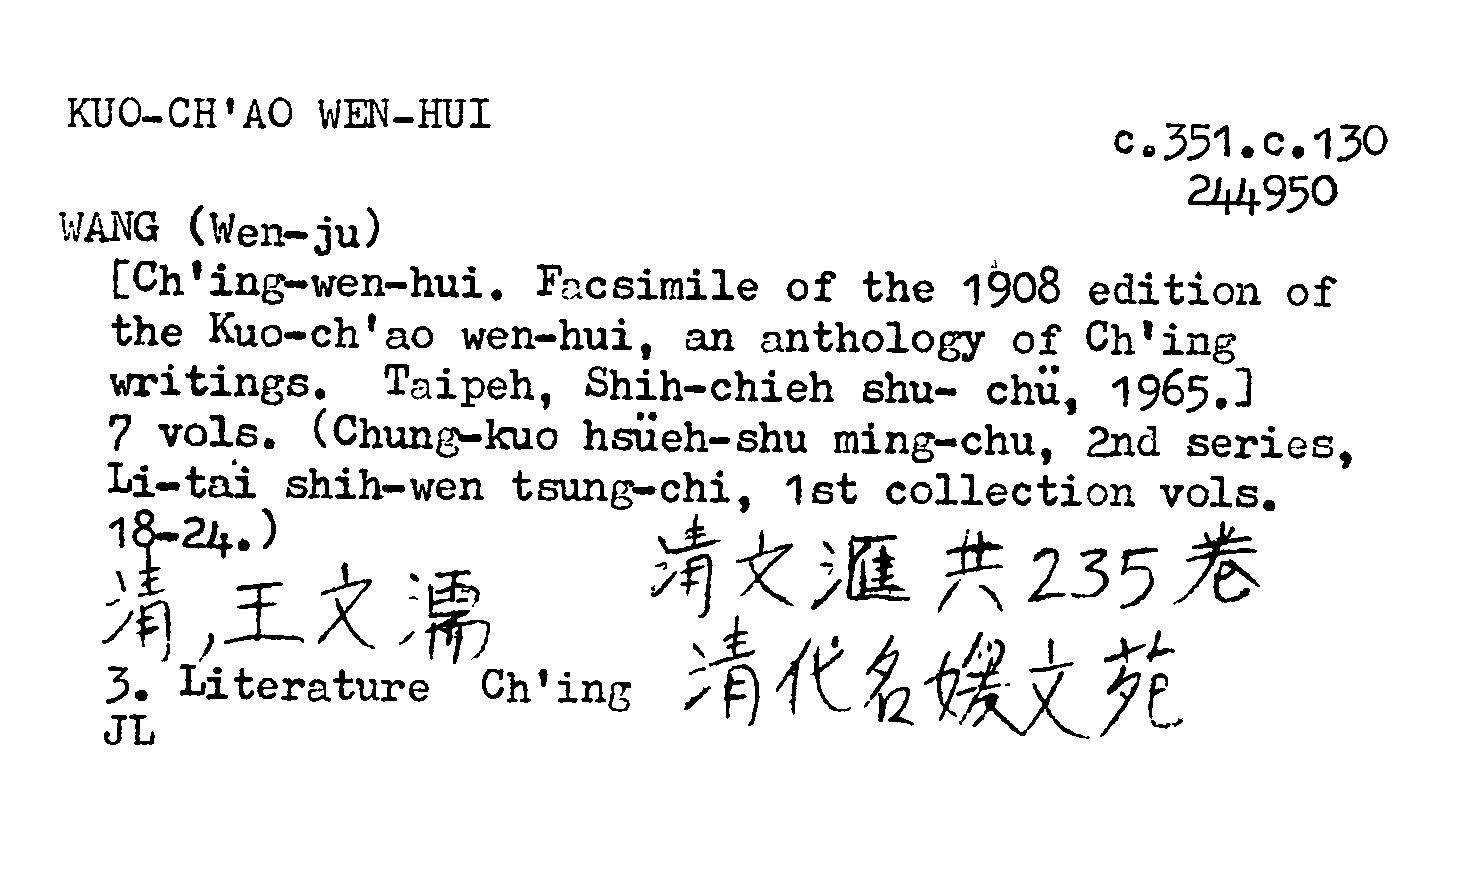 KUO-CH'AO WEN-HUI
c.351.c.130
244950
WANG (Wen-ju)
[Ch'ing-wen-hui. Facsimile of the 1908 edition of
the Kuo-ch'ao wen-hui, an anthology of Ch'ing
writings. Taipeh, Shih-chieh shu- chü, 1965.]
7 vols. (Chung-kuo hsüeh-shu ming-chu, 2nd series,
Li-tai shih-wen tsung-chi, 1st collection vols.
18-24.)
清文滙 共235卷
清,王文濡
清代名媛文苑
3. Literature Ch'ing
JL